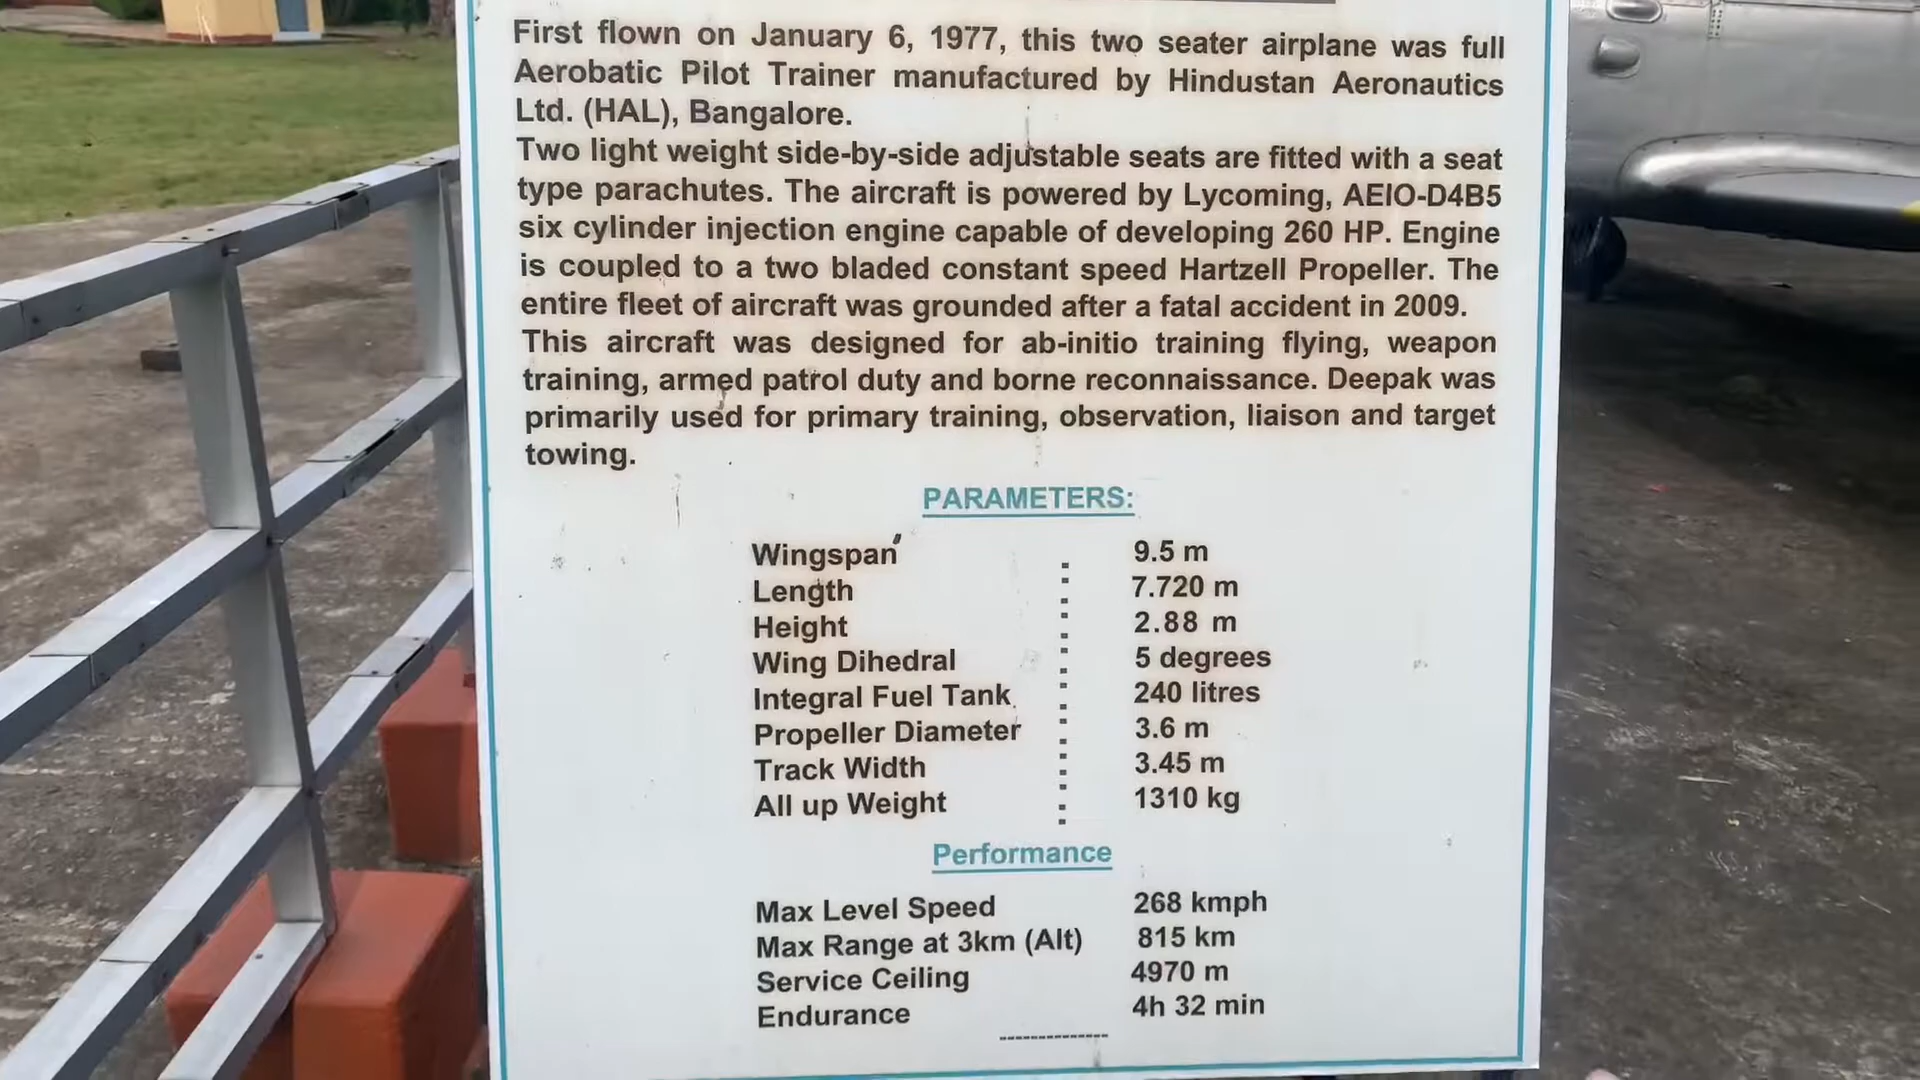 First flown on January 6, 1977, this two seater airplane was full
Aerobatic Pilot Trainer manufactured by Hindustan Aeronautics
Ltd. (HAL), Bangalore.
Two light weight side-by-side adjustable seats are fitted with a seat
type parachutes. The aircraft is powered by Lycoming, AEIO-D4B5
six cylinder injection engine capable of developing 260 HP. Engine
is coupled to a two bladed constant speed Hartzell Propeller. The
entire fleet of aircraft was grounded after a fatal accident in 2009.
This aircraft was designed for ab-initio training flying, weapon
training, armed patrol duty and borne reconnaissance. Deepak was
primarily used for primary training, observation, liaison and target
towing.
PARAMETERS:
Wingspan : 9.5 m
Length : 7.720 m
Height : 2.88 m
Wing Dihedral : 5 degrees
Integral Fuel Tank : 240 litres
Propeller Diameter : 3.6 m
Track Width : 3.45 m
All up Weight : 1310 kg
Performance
Max Level Speed 268 kmph
Max Range at 3km (Alt) 815 km
Service Ceiling 4970 m
Endurance 4h 32 min
--------------